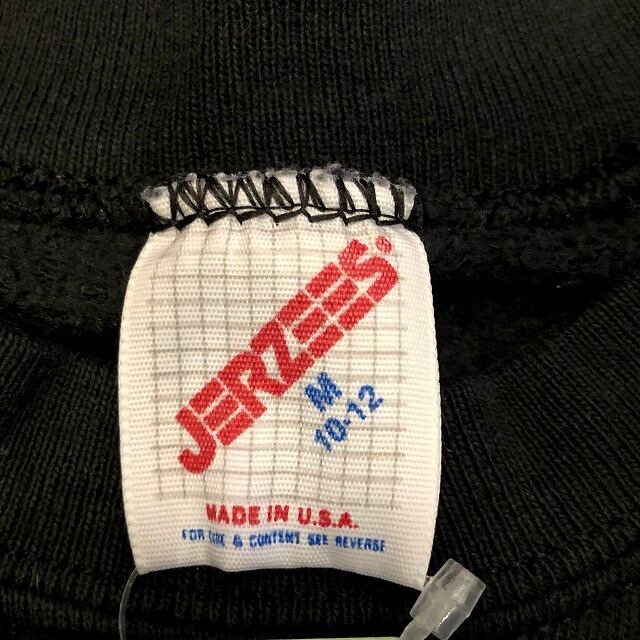 JERZEES®
M
10-12
MADE IN U.S.A.
FOR CARE & CONTENT SEE REVERSE